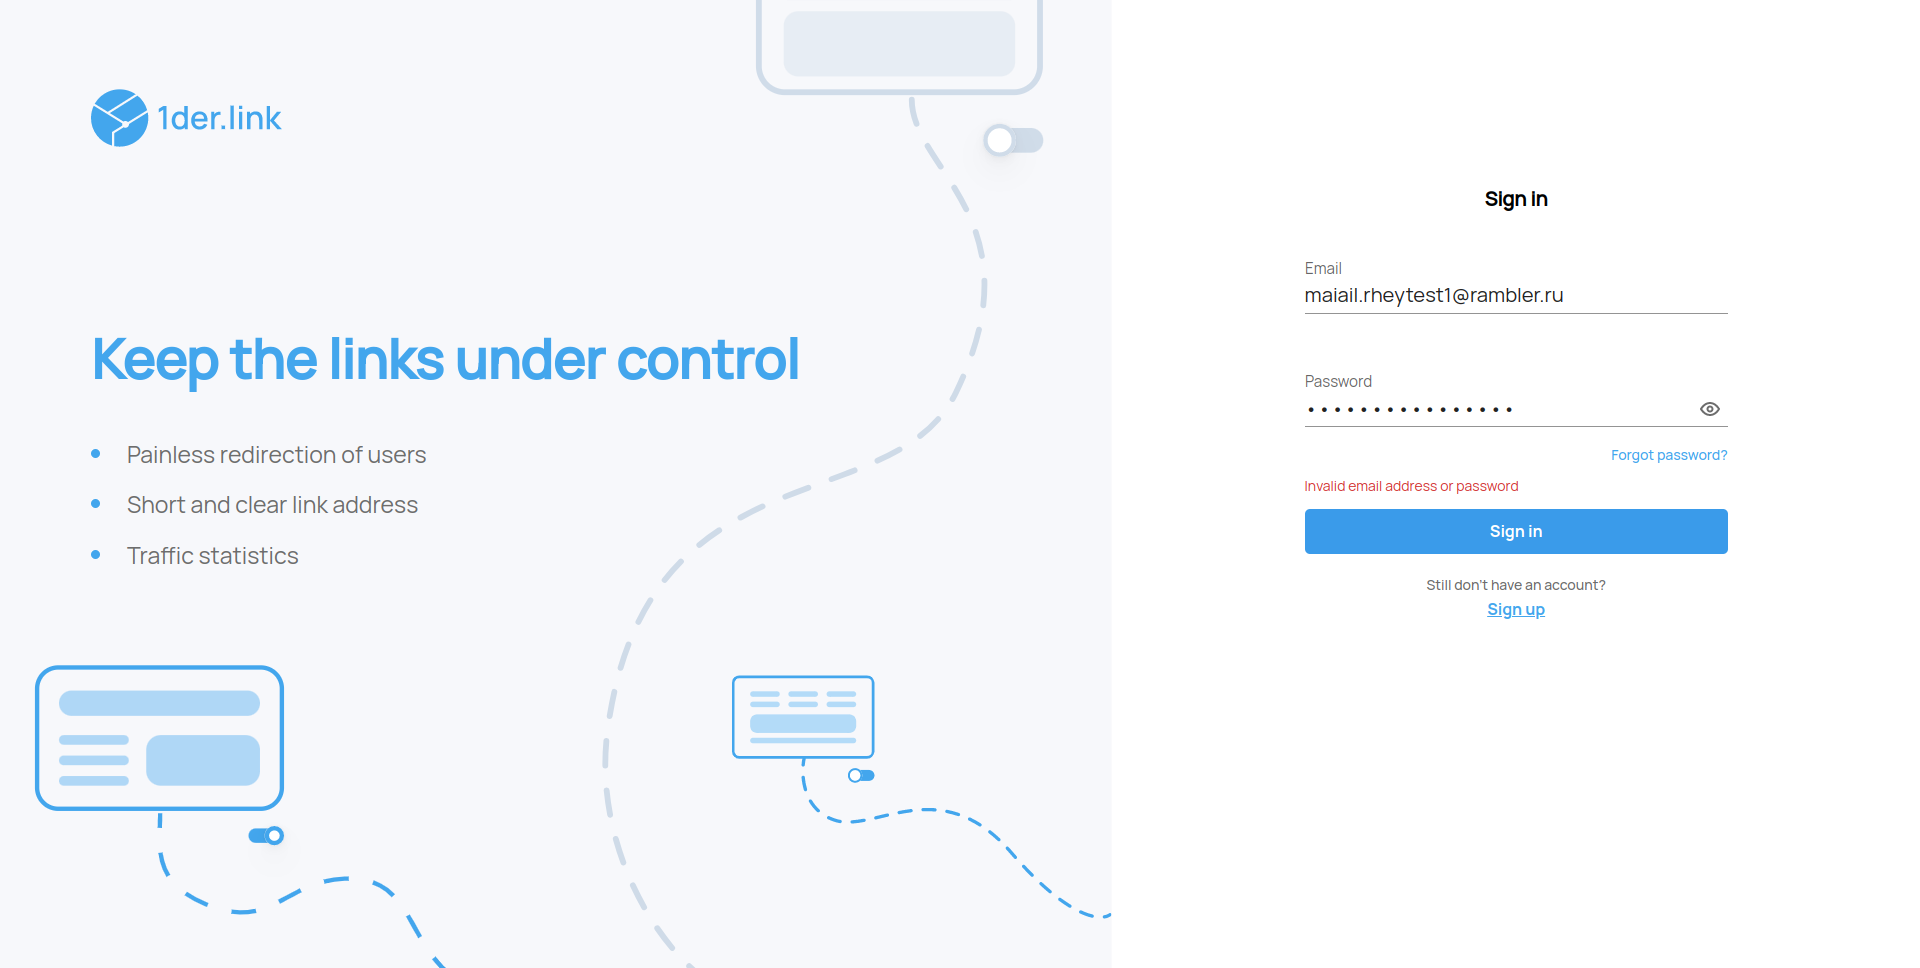 1der.link
Keep the links under control
Painless redirection of users
Short and clear link address
Traffic statistics
Sign in
Email
maiail.rheytest1@rambler.ru
Password
••••••••••••••••
Forgot password?
Invalid email address or password
Sign in
Still don't have an account?
Sign up